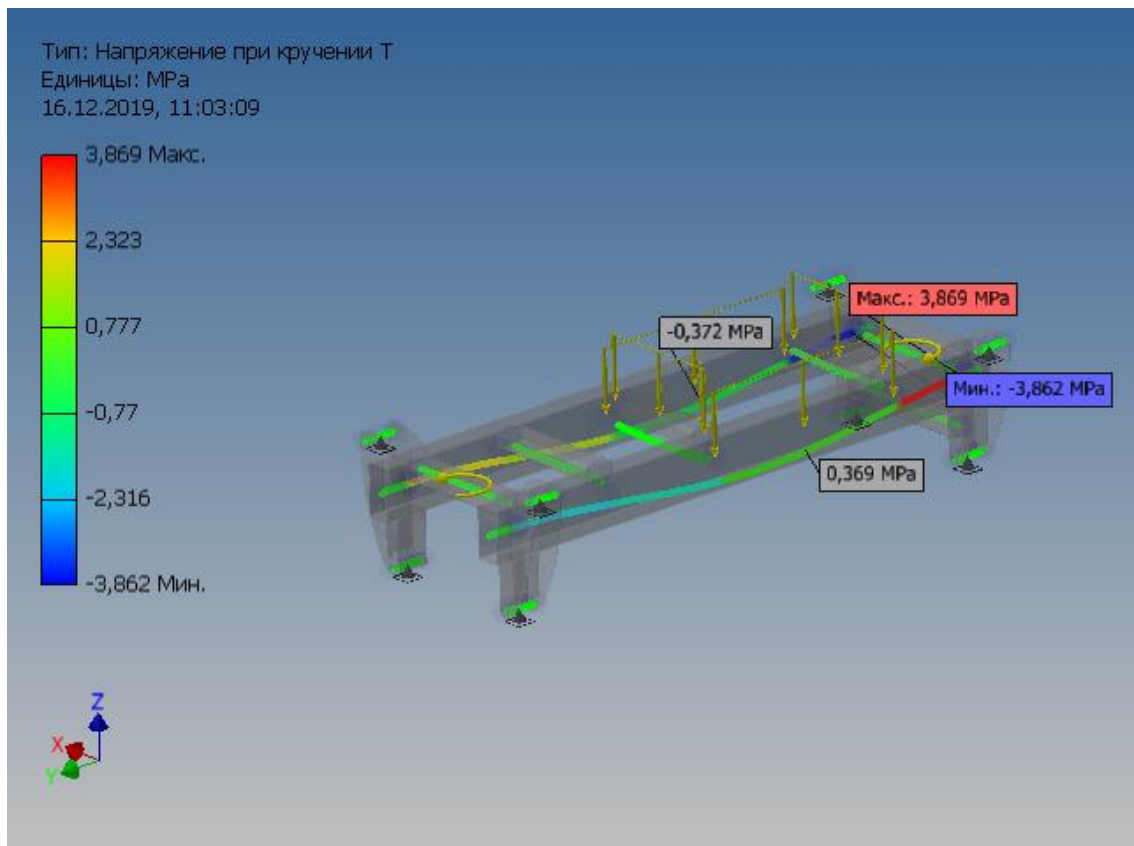 Тип: Напряжение при кручении T
Единицы: MPa
16.12.2019, 11:03:09
3,869 Макс.
2,323
0,777
-0,77
-2,316
-3,862 Мин.
Макс.: 3,869 MPa
-0,372 MPa
Мин.: -3,862 MPa
0,369 MPa
Z
X
Y